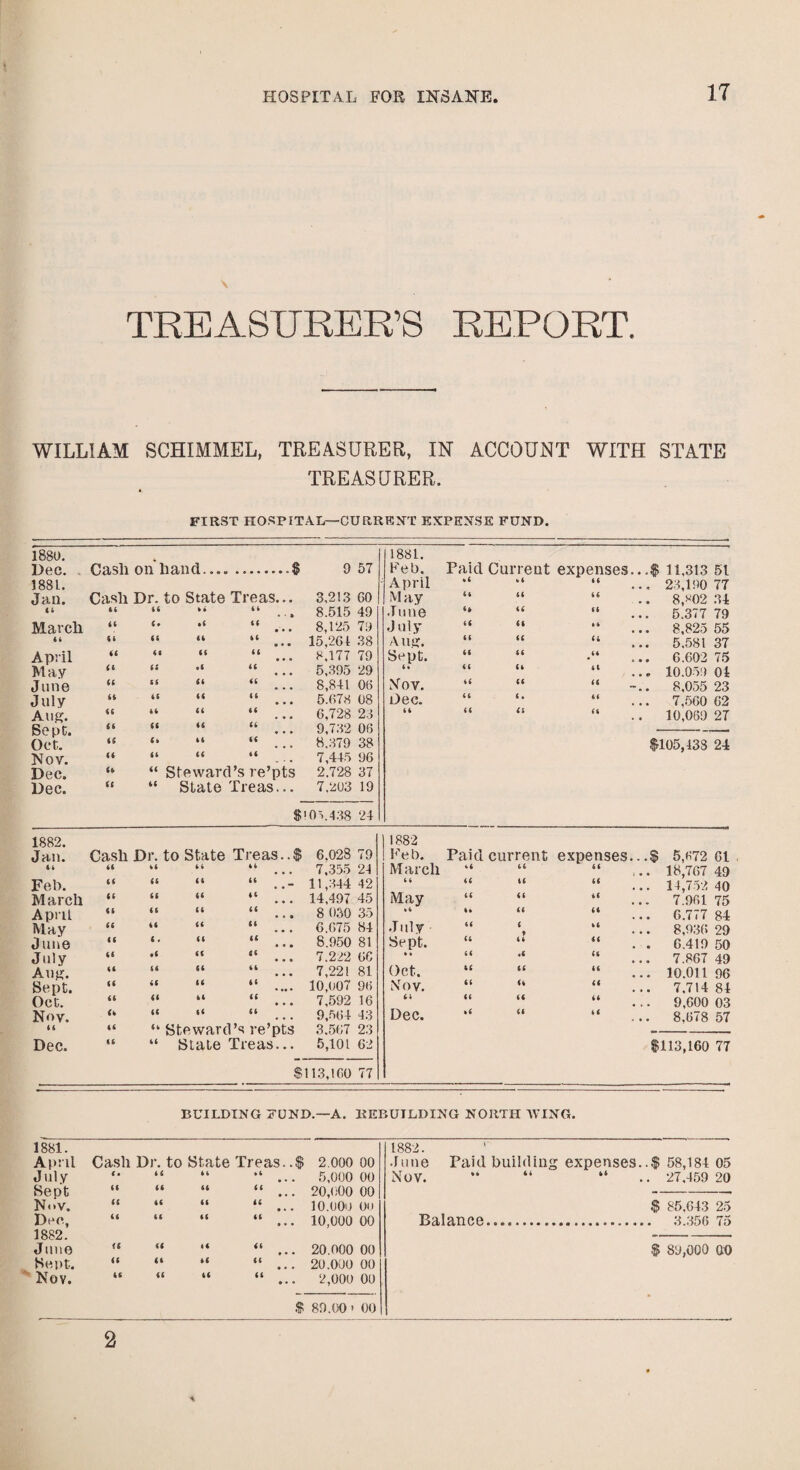 HOSPITAL FOR INSANE. 17
TREASURER'S REPORT.
WILLIAM SCHIMMEL, TREASURER, IN ACCOUNT WITH STATE
TREASURER.
FIRST HOSPITAL—CURRENT EXPENSE FUND.
1880.
Dec. Cash on hand............$ 9 57
1881.
Jan. Cash Dr. to State Treas... 3,213 60
" " " " " ... 8.515 49
March " " " " ... 8,125 79
" " " " " ... 15,264 38
April " " " " ... 8,177 79
May " " " " ... 5,395 29
June " " " " ... 8,841 06
July " " " " ... 5.678 08
Aug. " " " " ... 6,728 23
Sept. " " " " ... 9,732 06
Oct. " " " " ... 8.379 38
Nov. " " " " ... 7,445 96
Dec. " " Steward's re'pts 2.728 37
Dec. " " State Treas... 7,203 19
$105.438 24
1881.
Feb. Paid Current expenses...$ 11,313 51
April " " " ... 23,190 77
May " " " .. 8,802 34
June " " " ... 5.377 79
July " " " ... 8,825 55
Aug. " " " ... 5,581 37
Sept. " " " ... 6.602 75
" " " " ... 10.059 04
Nov. " " " ... 8,055 23
Dec. " " " ... 7,560 62
" " " " .. 10,069 27
$105,438 24
1882.
Jan. Cash Dr. to State Treas..$ 6,028 79
" " " " " ... 7,355 24
Feb. " " " " ..- 11,344 42
March " " " " ... 14,497 45
April " " " " ... 8 030 35
May " " " " ... 6,675 84
June " " " " ... 8.950 81
July " " " " ... 7.222 66
Aug. " " " " ... 7,221 81
Sept. " " " " .... 10,007 96
Oct. " " " " ... 7,592 16
Nov. " " " " ... 9,564 43
" " " Steward's re'pts 3,567 23
Dec. " " State Treas... 5,101 62
$113,160 77
1882
Feb. Paid current expenses...$ 5,672 61
March " " " ... 18,767 49
" " " " ... 14,752 40
May " " " ... 7.961 75
" " " " ... 6.777 84
July " " " ... 8,936 29
Sept. " " " . . 6.419 50
" " " " ... 7.867 49
Oct. " " " ... 10.011 96
Nov. " " " ... 7,714 84
" " " " ... 9,600 03
Dec. " " " ... 8,678 57
$113,160 77
BUILDING FUND.—A. REBUILDING NORTH WING.
1881.
April Cash Dr. to State Treas..$ 2.000 00
July " " " " ... 5,000 00
Sept " " " " ... 20,000 00
Nov. " " " " ... 10.000 00
Dec, " " " " ... 10,000 00
1882.
June " " " " ... 20.000 00
Sept. " " " " ... 20.000 00
Nov. " " " " ... 2,000 00
$ 89,000 00
1882.
June Paid building expenses..$ 58,184 05
Nov. " " " .. 27,459 20
$ 85,643 25
Balance.......................... 3.356 75
$ 89,000 00
2